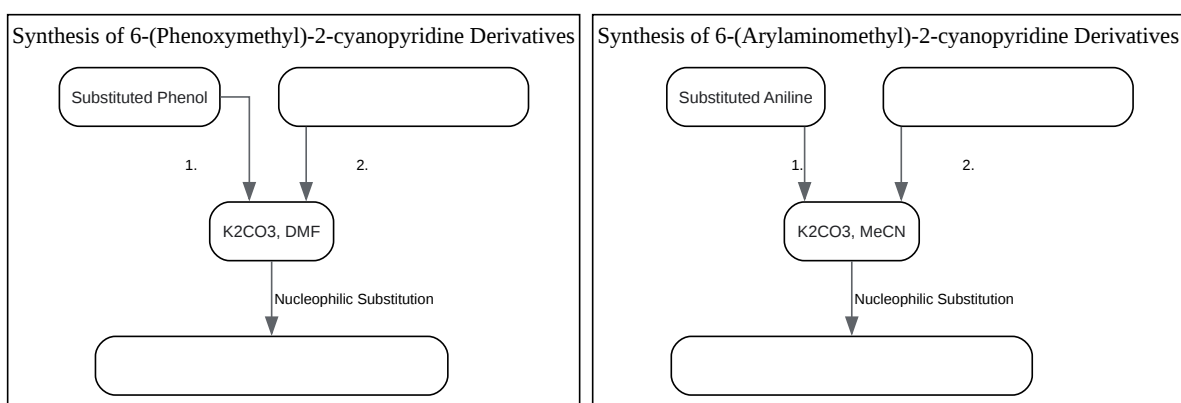 Synthesis of 6-(Phenoxymethyl)-2-cyanopyridine Derivatives
Substituted Phenol
1.
2.
K2CO3, DMF
Nucleophilic Substitution
Synthesis of 6-(Arylaminomethyl)-2-cyanopyridine Derivatives
Substituted Aniline
1.
2.
K2CO3, MeCN
Nucleophilic Substitution